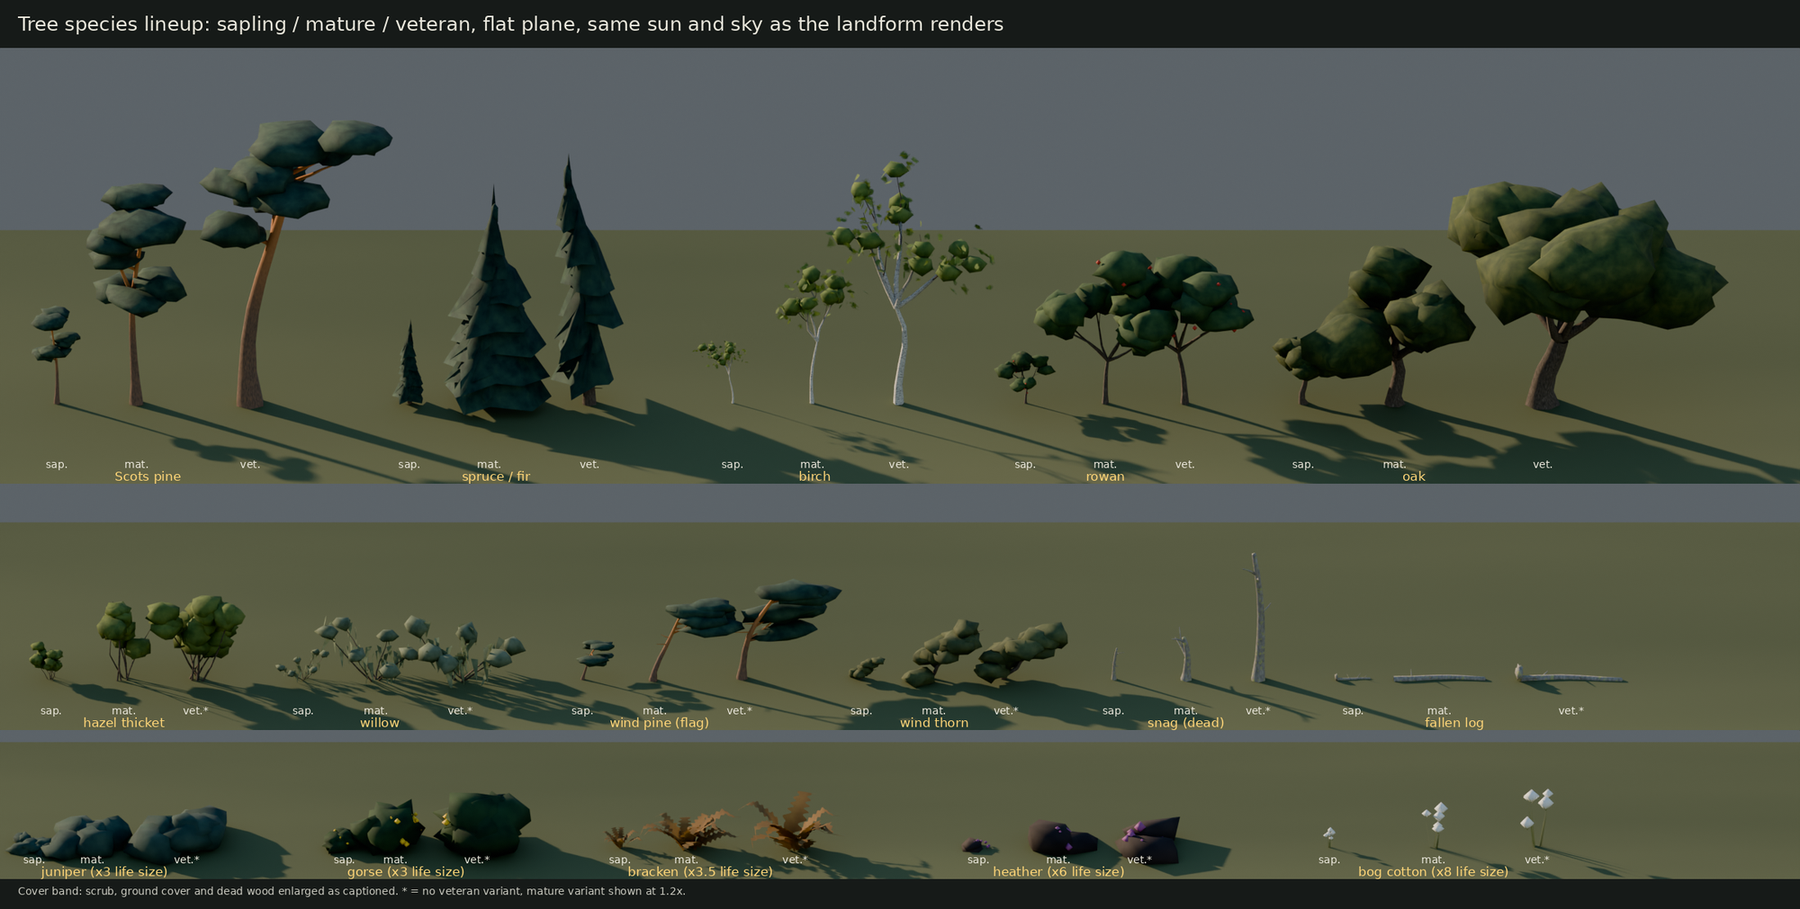 Tree species lineup: sapling / mature / veteran, flat plane, same sun and sky as the landform renders
sap. mat. vet. sap. mat. vet. sap. mat. vet. sap. mat. vet. sap. mat. vet.
Scots pine spruce / fir birch rowan oak
sap. mat. vet.* sap. mat. vet.* sap. mat. vet.* sap. mat. vet.* sap. mat. vet.* sap. mat. vet.*
hazel thicket willow wind pine (flag) wind thorn snag (dead) fallen log
sap. mat. vet.* sap. mat. vet.* sap. mat. vet.* sap. mat. vet.* sap. mat. vet.*
juniper (x3 life size) gorse (x3 life size) bracken (x3.5 life size) heather (x6 life size) bog cotton (x8 life size)
Cover band: scrub, ground cover and dead wood enlarged as captioned. * = no veteran variant, mature variant shown at 1.2x.